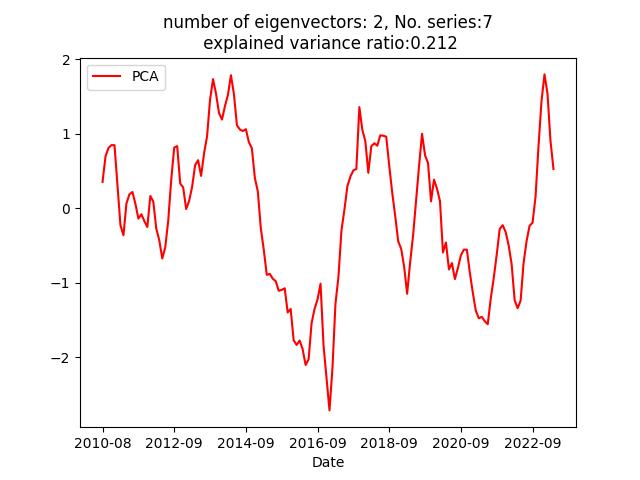 number of eigenvectors: 2, No. series:7
explained variance ratio:0.212
PCA
2
1
0
−1
−2
2010-08 2012-09 2014-09 2016-09 2018-09 2020-09 2022-09
Date